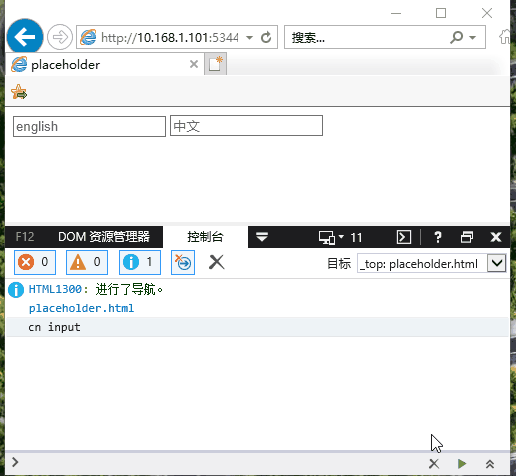 http://10.168.1.101:5344
搜索...
placeholder
english
中文
F12 DOM 资源管理器 控制台 11 ?
0 0 1 目标 _top: placeholder.html
HTML1300: 进行了导航。
placeholder.html
cn input